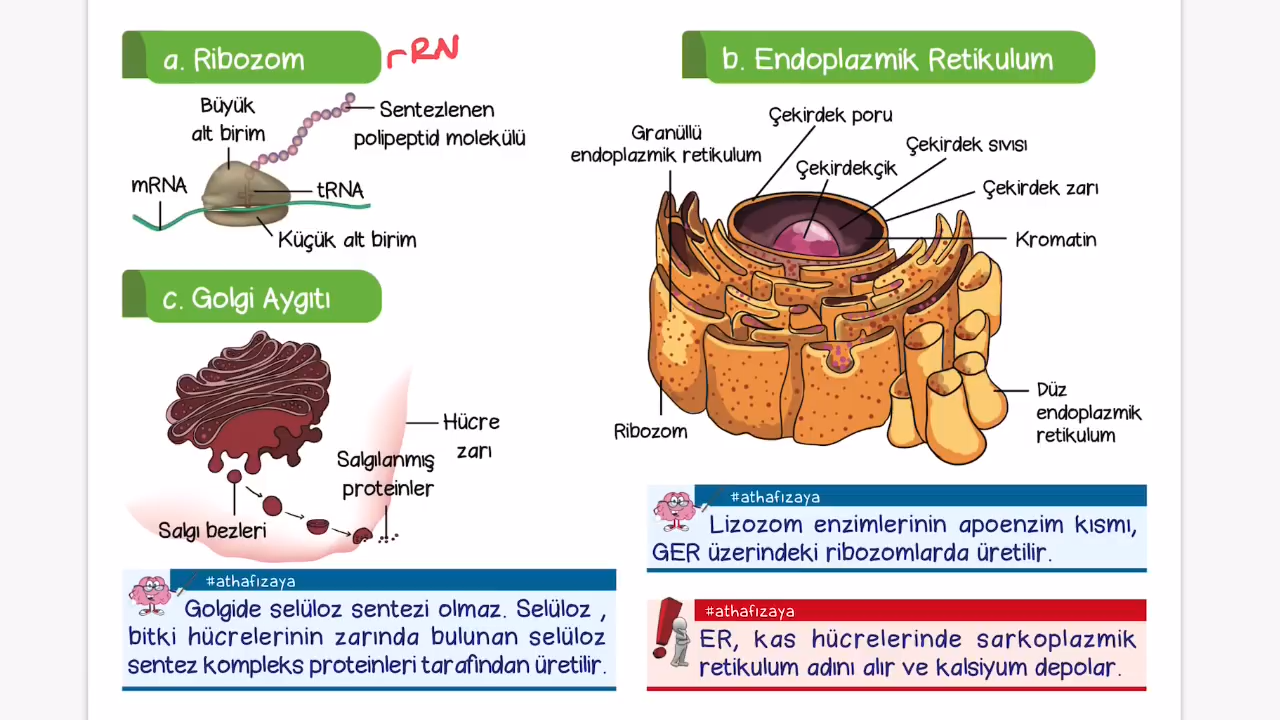 a. Ribozom
rRN
Büyük
alt birim
Sentezlenen
polipeptid molekülü
mRNA
tRNA
Küçük alt birim
b. Endoplazmik Retikulum
Çekirdek poru
Granüllü
endoplazmik retikulum
Çekirdek sıvısı
Çekirdekçik
Çekirdek zarı
Kromatin
Düz
endoplazmik
retikulum
Ribozom
c. Golgi Aygıtı
Hücre
zarı
Salgılanmış
proteinler
Salgı bezleri
#athafızaya
Golgide selüloz sentezi olmaz. Selüloz ,
bitki hücrelerinin zarında bulunan selüloz
sentez kompleks proteinleri tarafından üretilir.
#athafızaya
Lizozom enzimlerinin apoenzim kısmı,
GER üzerindeki ribozomlarda üretilir.
#athafızaya
ER, kas hücrelerinde sarkoplazmik
retikulum adını alır ve kalsiyum depolar.